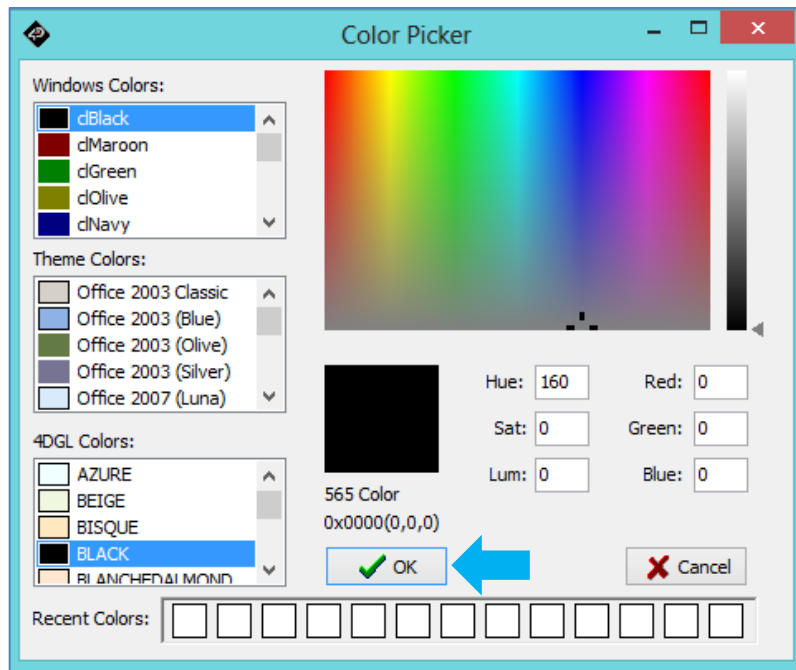 Color Picker
Windows Colors:
clBlack
clMaroon
clGreen
clOlive
clNavy
Theme Colors:
Office 2003 Classic
Office 2003 (Blue)
Office 2003 (Olive)
Office 2003 (Silver)
Office 2007 (Luna)
4DGL Colors:
AZURE
BEIGE
BISQUE
BLACK
BLANCHEDALMOND
Hue: 160 Red: 0
Sat: 0 Green: 0
Lum: 0 Blue: 0
565 Color
0x0000(0,0,0)
OK Cancel
Recent Colors: